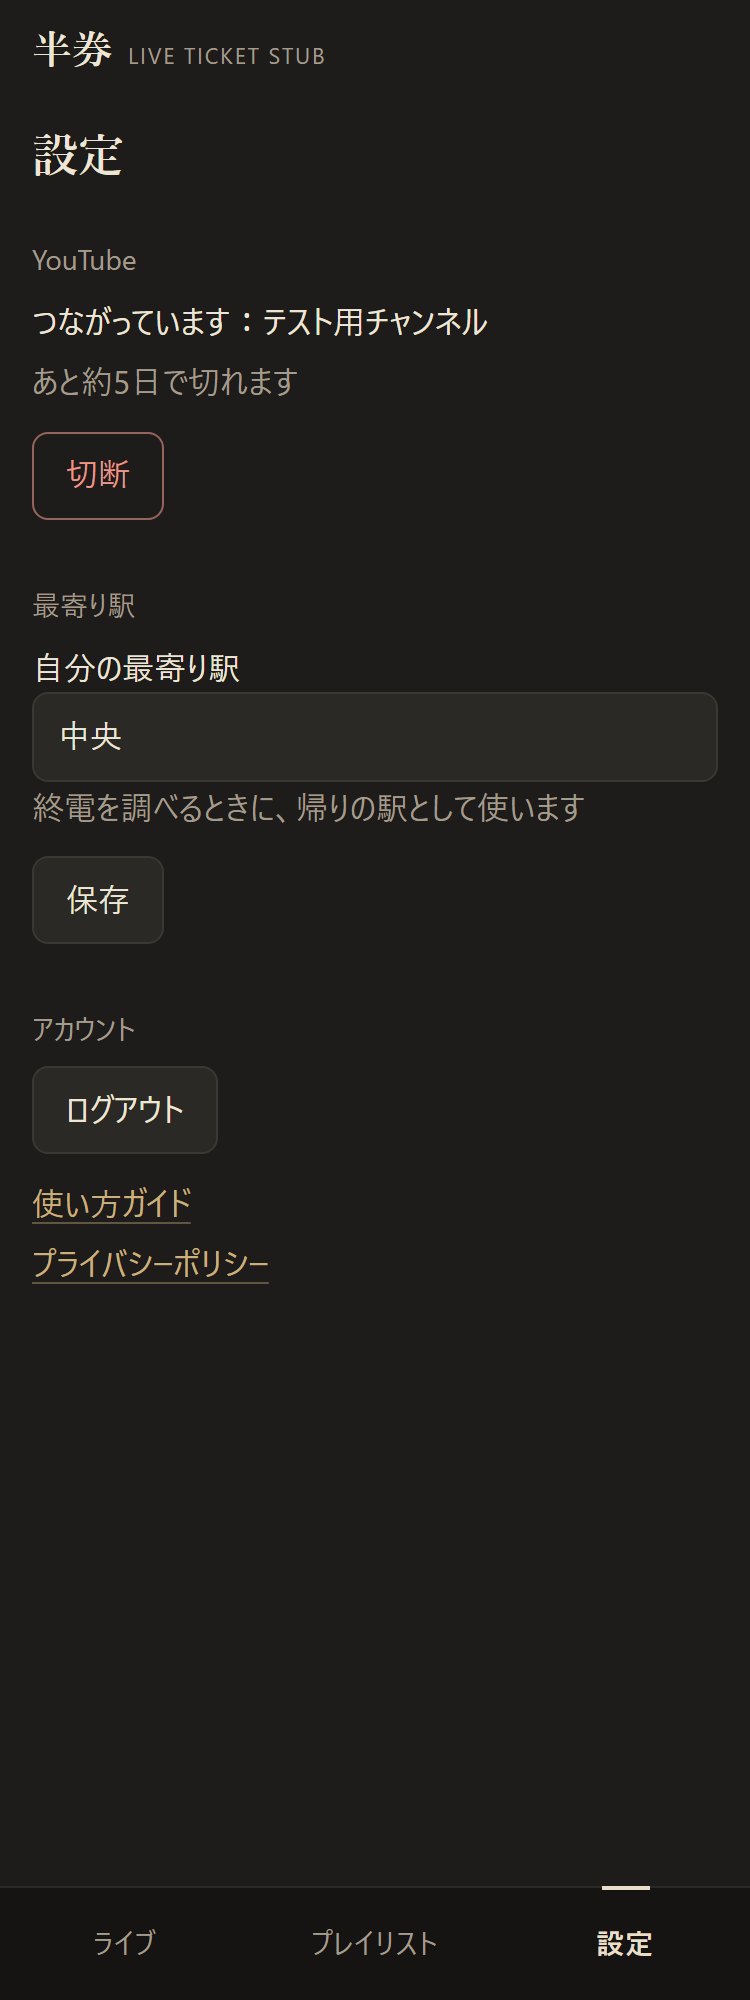 半券 LIVE TICKET STUB
設定
YouTube
つながっています：テスト用チャンネル
あと約5日で切れます
切断
最寄り駅
自分の最寄り駅
中央
終電を調べるときに、帰りの駅として使います
保存
アカウント
ログアウト
使い方ガイド
プライバシーポリシー
ライブ プレイリスト 設定